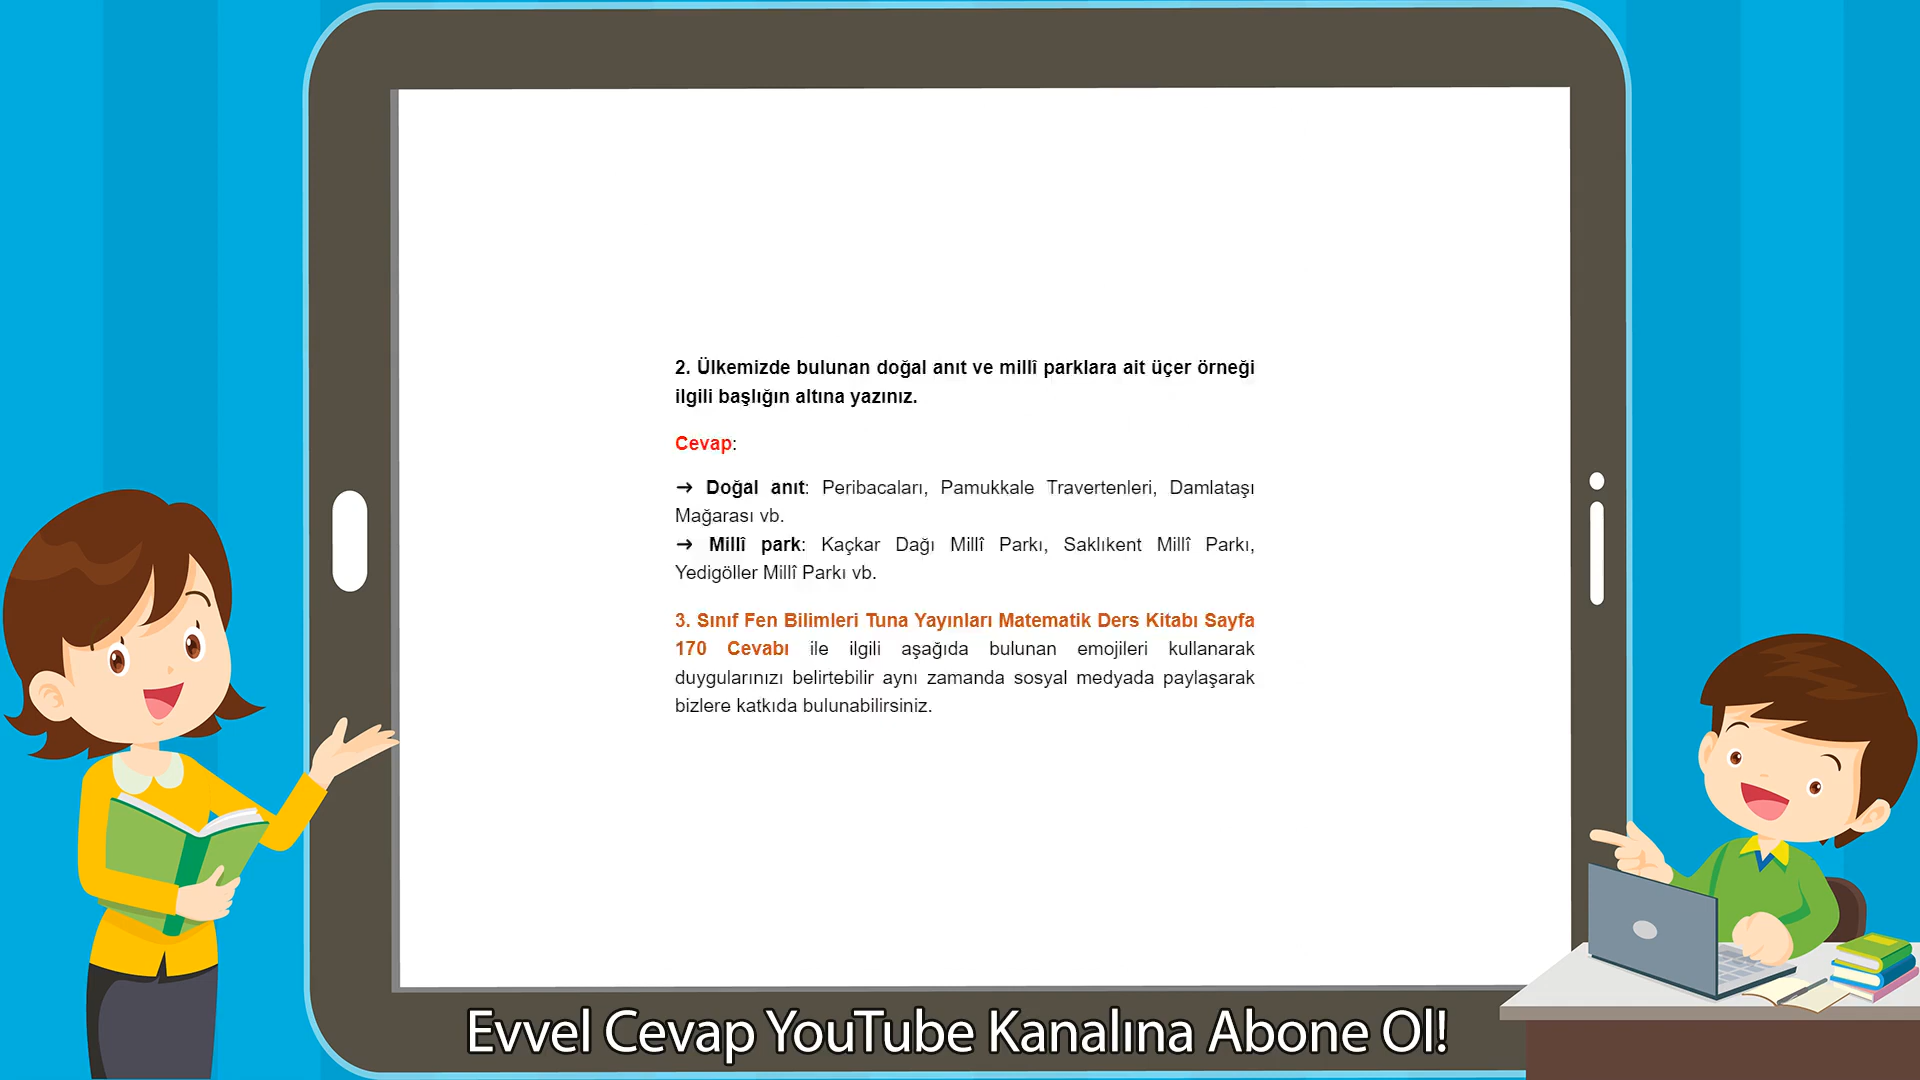 2. Ülkemizde bulunan doğal anıt ve millî parklara ait üçer örneği
ilgili başlığın altına yazınız.
Cevap:
→ Doğal anıt: Peribacaları, Pamukkale Travertenleri, Damlataşı
Mağarası vb.
→ Millî park: Kaçkar Dağı Millî Parkı, Saklıkent Millî Parkı,
Yedigöller Millî Parkı vb.
3. Sınıf Fen Bilimleri Tuna Yayınları Matematik Ders Kitabı Sayfa
170 Cevabı ile ilgili aşağıda bulunan emojileri kullanarak
duygularınızı belirtebilir aynı zamanda sosyal medyada paylaşarak
bizlere katkıda bulunabilirsiniz.
Evvel Cevap YouTube Kanalına Abone Ol!